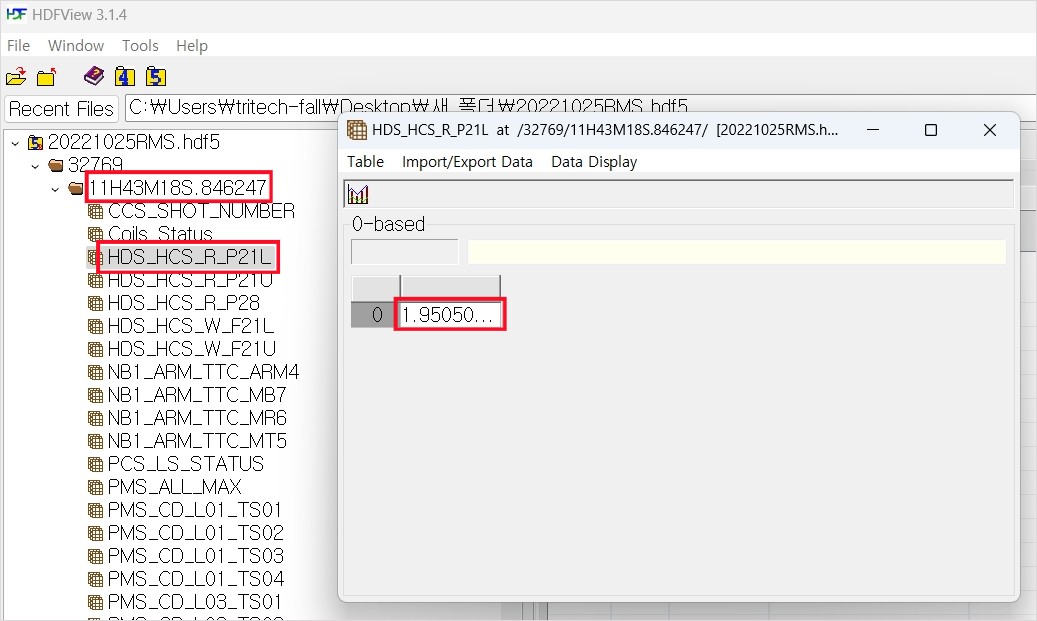 HDFView 3.1.4
File Window Tools Help
4 5
Recent Files C:₩Users₩tritech-fall₩Desktop₩새 폴더₩20221025RMS.hdf5
20221025RMS.hdf5
32769
11H43M18S.846247
CCS_SHOT_NUMBER
Coils_Status
HDS_HCS_R_P21L
HDS_HCS_R_P21U
HDS_HCS_R_P28
HDS_HCS_W_F21L
HDS_HCS_W_F21U
NB1_ARM_TTC_ARM4
NB1_ARM_TTC_MB7
NB1_ARM_TTC_MR6
NB1_ARM_TTC_MT5
PCS_LS_STATUS
PMS_ALL_MAX
PMS_CD_L01_TS01
PMS_CD_L01_TS02
PMS_CD_L01_TS03
PMS_CD_L01_TS04
PMS_CD_L03_TS01
HDS_HCS_R_P21L at /32769/11H43M18S.846247/ [20221025RMS.h...
Table Import/Export Data Data Display
0-based
0 1.95050...